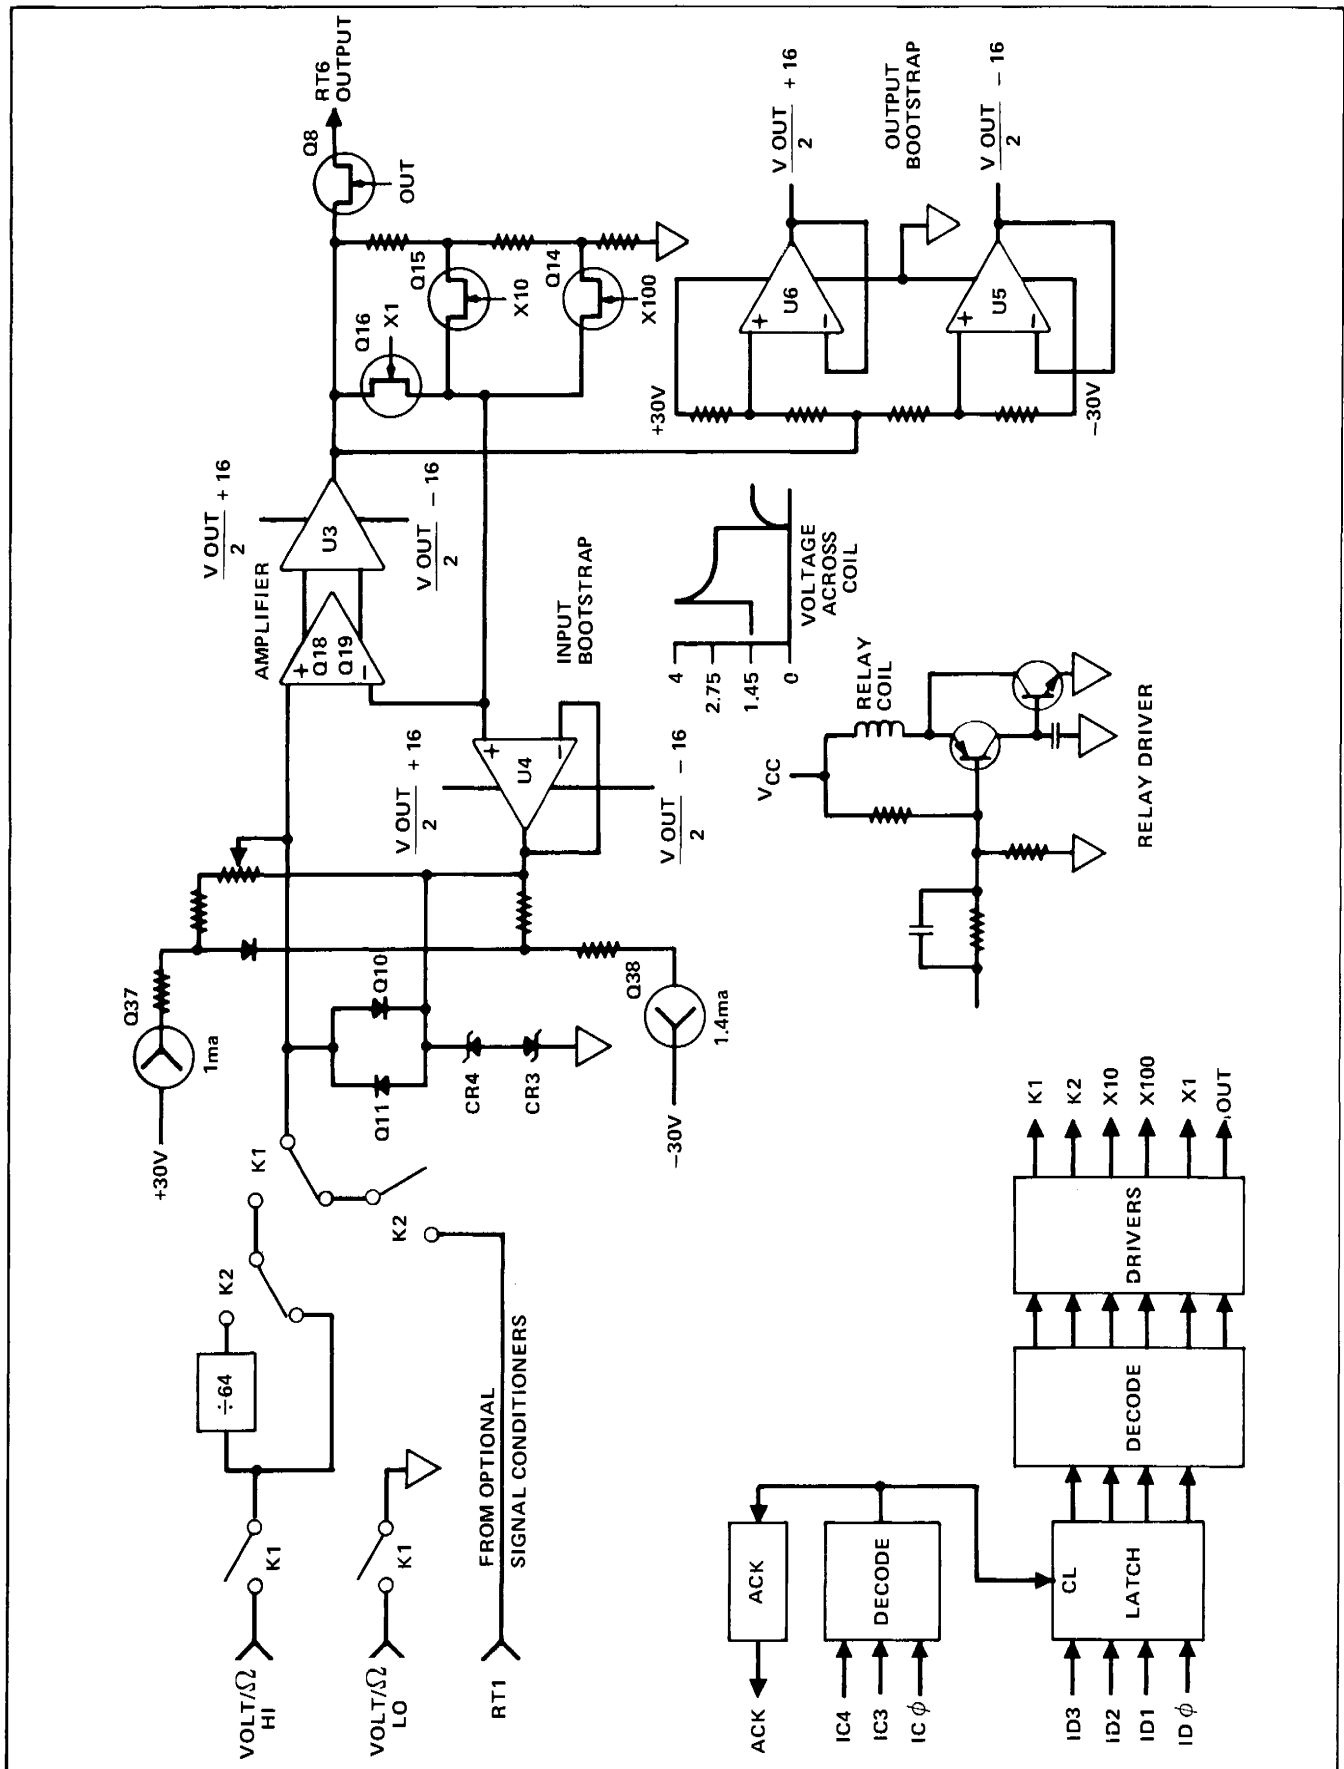 RT6
OUTPUT
Q8
OUT
Q16
X1
Q15
X10
Q14
X100
V OUT
2
+ 16
OUTPUT
BOOTSTRAP
V OUT
2
− 16
U6
+
−
U5
+
−
+30V
−30V
V OUT
2
+ 16
U3
V OUT
2
− 16
AMPLIFIER
Q18
Q19
+
−
INPUT
BOOTSTRAP
V OUT
2
+ 16
U4
+
−
V OUT
2
− 16
4
2.75
1.45
0
VOLTAGE
ACROSS
COIL
VCC
RELAY
COIL
RELAY DRIVER
Q37
1ma
+30V
Q10
Q11
CR4
CR3
Q38
1.4ma
−30V
K1
K2
K2
÷64
K1
K1
VOLT/Ω
HI
VOLT/Ω
LO
RT1
FROM OPTIONAL
SIGNAL CONDITIONERS
ACK
ACK
DECODE
IC4
IC3
IC ϕ
CL
LATCH
ID3
ID2
ID1
ID ϕ
DECODE
DRIVERS
K1
K2
X10
X100
X1
OUT